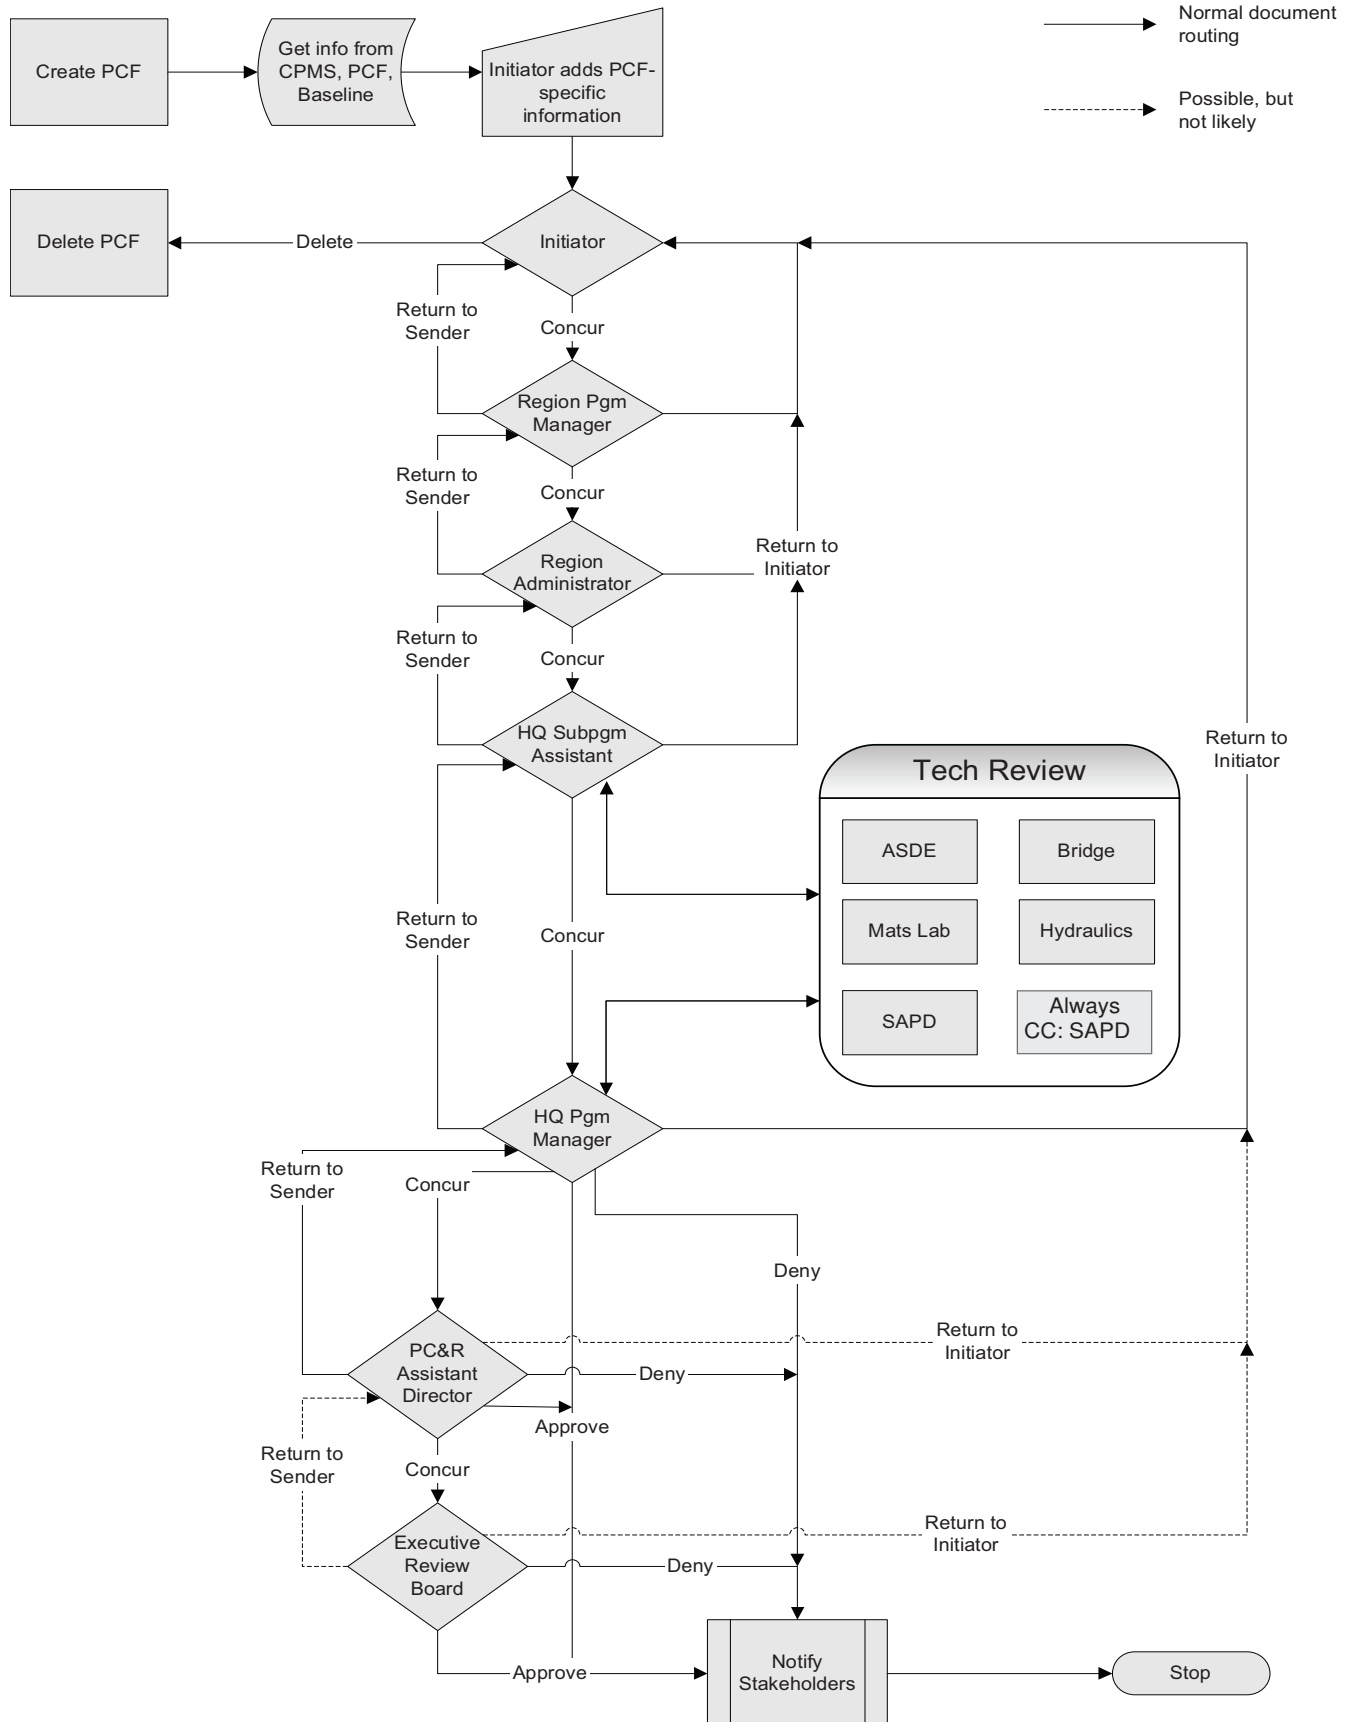 Normal document
routing
Possible, but
not likely
Create PCF
Get info from
CPMS, PCF,
Baseline
Initiator adds PCF-
specific
information
Delete PCF
Delete
Initiator
Return to
Sender
Concur
Region Pgm
Manager
Return to
Sender
Concur
Region
Administrator
Return to
Initiator
Return to
Sender
Concur
HQ Subpgm
Assistant
Return to
Initiator
Tech Review
ASDE
Bridge
Mats Lab
Hydraulics
SAPD
Always
CC: SAPD
Return to
Sender
Concur
HQ Pgm
Manager
Return to
Sender
Concur
Deny
PC&R
Assistant
Director
Return to
Initiator
Deny
Approve
Return to
Sender
Concur
Executive
Review
Board
Return to
Initiator
Deny
Approve
Notify
Stakeholders
Stop